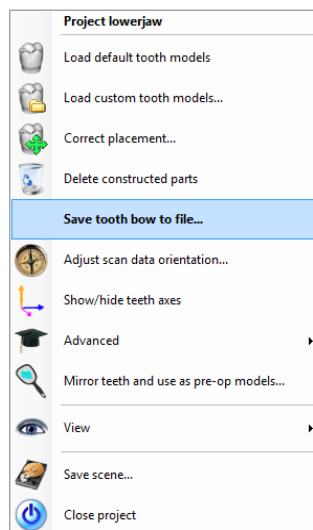 Project lowerjaw
Load default tooth models
Load custom tooth models...
Correct placement...
Delete constructed parts
Save tooth bow to file...
Adjust scan data orientation...
Show/hide teeth axes
Advanced
Mirror teeth and use as pre-op models...
View
Save scene...
Close project